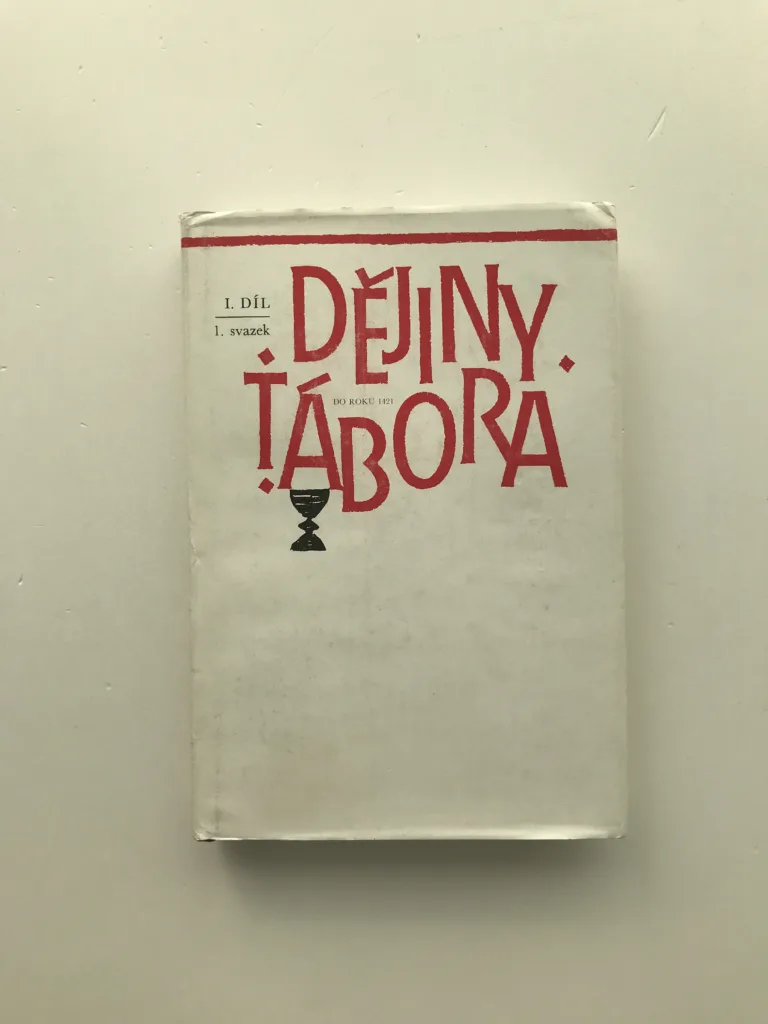 I. DÍL
1. svazek
DĚJINY
TÁBORA
DO ROKU 1421